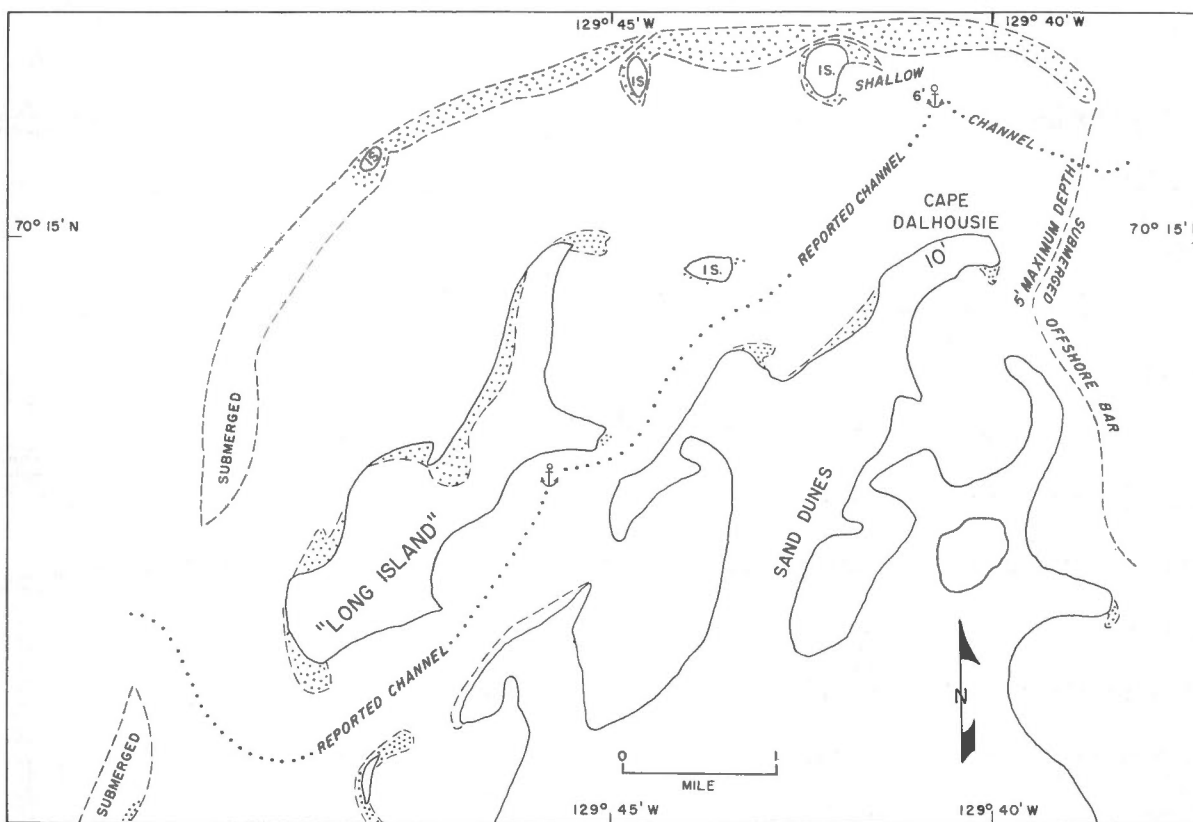 129° 45' W
129° 40' W
IS.
IS.
SHALLOW
6'
CHANNEL
IS.
REPORTED CHANNEL
CAPE
DALHOUSIE
70° 15' N
70° 15' 
10'
IS.
5' MAXIMUM DEPTH
SUBMERGED OFFSHORE BAR
SUBMERGED
SAND DUNES
"LONG ISLAND"
REPORTED CHANNEL
N
SUBMERGED
0
1
MILE
129° 45' W
129° 40' W